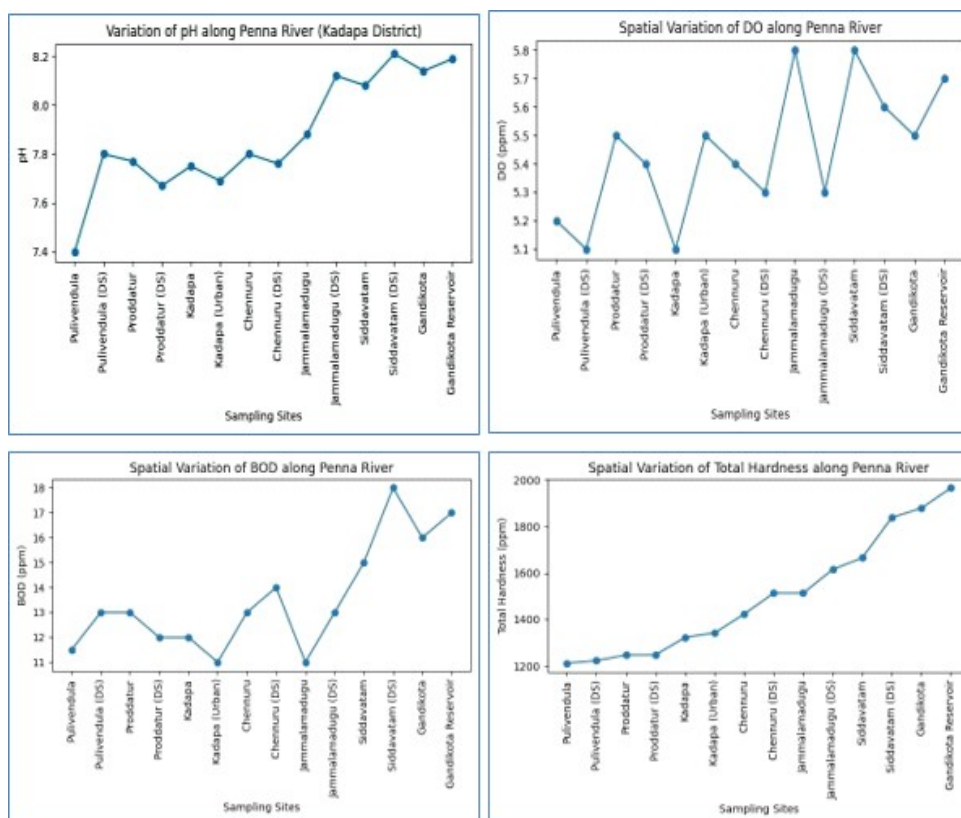 Variation of pH along Penna River (Kadapa District)
8.2
8.0
7.8
7.6
7.4
pH
Pulivendula
Pulivendula (DS)
Proddatur
Proddatur (DS)
Kadapa
Kadapa (Urban)
Chennuru
Chennuru (DS)
Jammalamadugu
Jammalamadugu (DS)
Siddavatam
Siddavatam (DS)
Gandikota
Gandikota Reservoir
Sampling Sites
Spatial Variation of DO along Penna River
5.8
5.7
5.6
5.5
5.4
5.3
5.2
5.1
DO (ppm)
Pulivendula
Pulivendula (DS)
Proddatur
Proddatur (DS)
Kadapa
Kadapa (Urban)
Chennuru
Chennuru (DS)
Jammalamadugu
Jammalamadugu (DS)
Siddavatam
Siddavatam (DS)
Gandikota
Gandikota Reservoir
Sampling Sites
Spatial Variation of BOD along Penna River
18
17
16
15
14
13
12
11
BOD (ppm)
Pulivendula
Pulivendula (DS)
Proddatur
Proddatur (DS)
Kadapa
Kadapa (Urban)
Chennuru
Chennuru (DS)
Jammalamadugu
Jammalamadugu (DS)
Siddavatam
Siddavatam (DS)
Gandikota
Gandikota Reservoir
Sampling Sites
Spatial Variation of Total Hardness along Penna River
2000
1800
1600
1400
1200
Total Hardness (ppm)
Pulivendula
Pulivendula (DS)
Proddatur
Proddatur (DS)
Kadapa
Kadapa (Urban)
Chennuru
Chennuru (DS)
Jammalamadugu
Jammalamadugu (DS)
Siddavatam
Siddavatam (DS)
Gandikota
Gandikota Reservoir
Sampling Sites